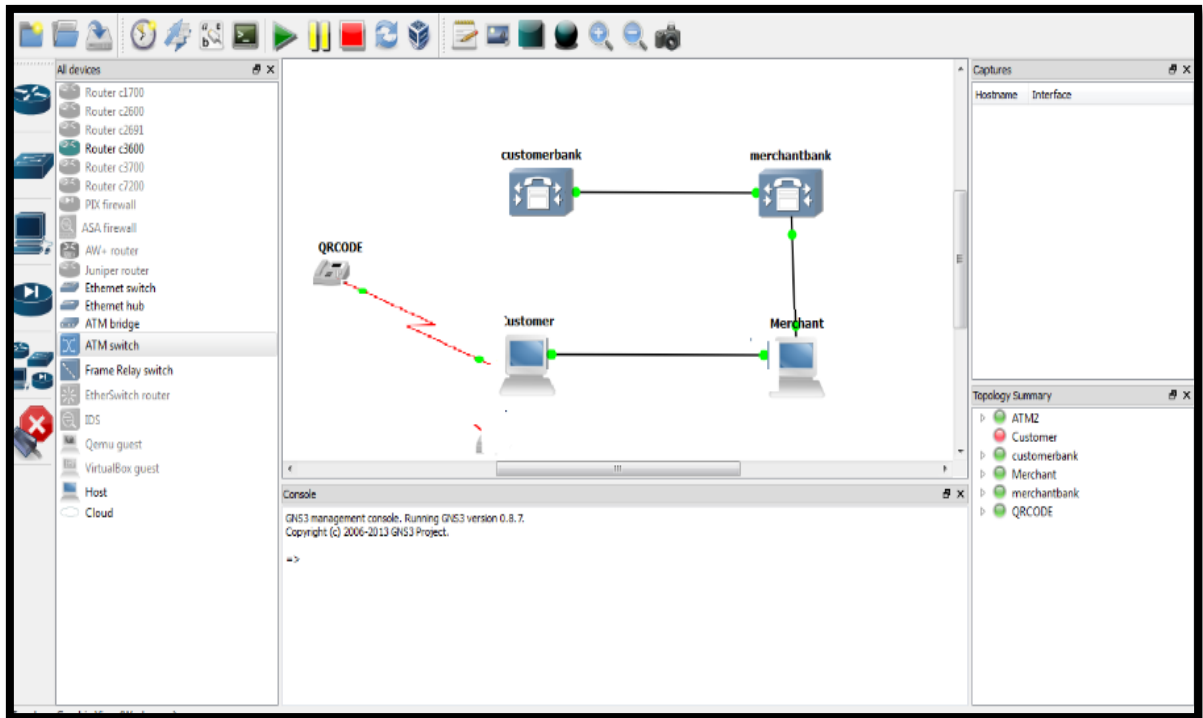 All devices
Router c1700
Router c2600
Router c2691
Router c3600
Router c3700
Router c7200
PIX firewall
ASA firewall
AW+ router
Juniper router
Ethernet switch
Ethernet hub
ATM bridge
ATM switch
Frame Relay switch
EtherSwitch router
IDS
Qemu guest
VirtualBox guest
Host
Cloud
customerbank
merchantbank
QRCODE
Customer
Merchant
Console
GNS3 management console. Running GNS3 version 0.8.7.
Copyright (c) 2006-2013 GNS3 Project.
=>
Captures
Hostname Interface
Topology Summary
ATM2
Customer
customerbank
Merchant
merchantbank
QRCODE